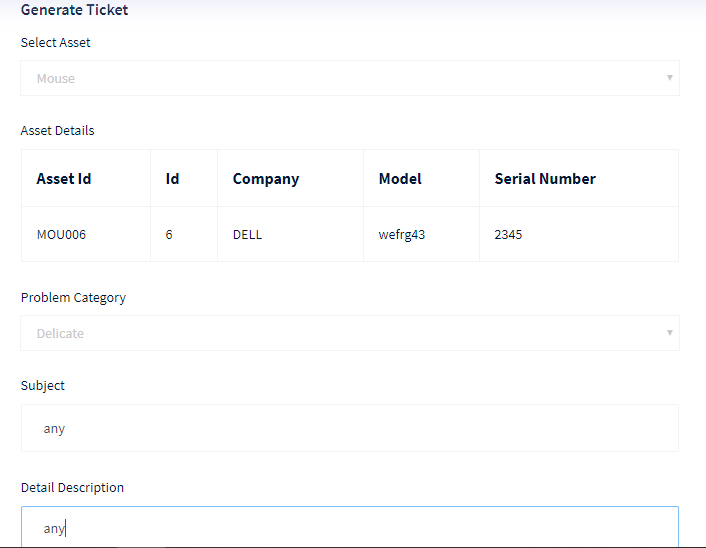 Generate Ticket
Select Asset
Mouse
Asset Details
Asset Id Id Company Model Serial Number
MOU006 6 DELL wefrg43 2345
Problem Category
Delicate
Subject
any
Detail Description
any